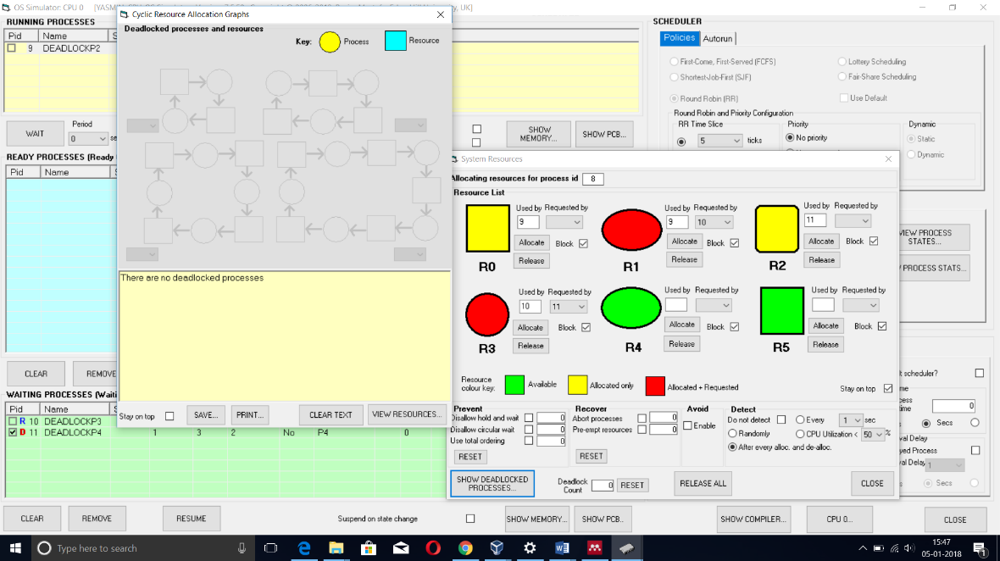 OS Simulator: CPU 0
Cyclic Resource Allocation Graphs
UK]
RUNNING PROCESSES
Pid Name
9 DEADLOCKP2
WAIT
Period
0
READY PROCESSES (Ready
Pid Name
CLEAR
REMOVE
WAITING PROCESSES (Waiti
Pid Name
R 10 DEADLOCKP3
D 11 DEADLOCKP4 1 3 2 No P4 0
CLEAR
REMOVE
RESUME
Suspend on state change
SHOW MEMORY...
SHOW PCB..
SHOW COMPILER...
CPU 0...
CLOSE
Deadlocked processes and resources
Key:
Process
Resource
There are no deadlocked processes
Stay on top
SAVE...
PRINT...
CLEAR TEXT
VIEW RESOURCES...
SHOW MEMORY...
SHOW PCB...
SCHEDULER
Policies
Autorun
First-Come, First-Served (FCFS)
Lottery Scheduling
Shortest-Job-First (SJF)
Fair-Share Scheduling
Round Robin (RR)
Use Default
Round Robin and Priority Configuration
RR Time Slice
5 ticks
Priority
No priority
Dynamic
Static
Dynamic
System Resources
Allocating resources for process id 8
Resource List
Used by Requested by
9
Allocate
Block
Release
R0
Used by Requested by
9 10
Allocate
Block
Release
R1
Used by Requested by
11
Allocate
Block
Release
R2
Used by Requested by
10 11
Allocate
Block
Release
R3
Used by Requested by
Allocate
Block
Release
R4
Used by Requested by
Allocate
Block
Release
R5
Resource colour key:
Available
Allocated only
Allocated + Requested
Stay on top
Prevent
Disallow hold and wait 0
Disallow circular wait 0
Use total ordering 0
RESET
Recover
Abort processes 0
Pre-empt resources 0
RESET
Avoid
Enable
Detect
Do not detect
Every 1 sec
Randomly
CPU Utilization < 50 %
After every alloc. and de-alloc.
SHOW DEADLOCKED PROCESSES...
Deadlock Count 0
RESET
RELEASE ALL
CLOSE
VIEW PROCESS STATES...
PROCESS STATS...
scheduler?
0
Secs
val Delay
yed Process
val Delay 1
Secs
Type here to search
15:47
05-01-2018
1